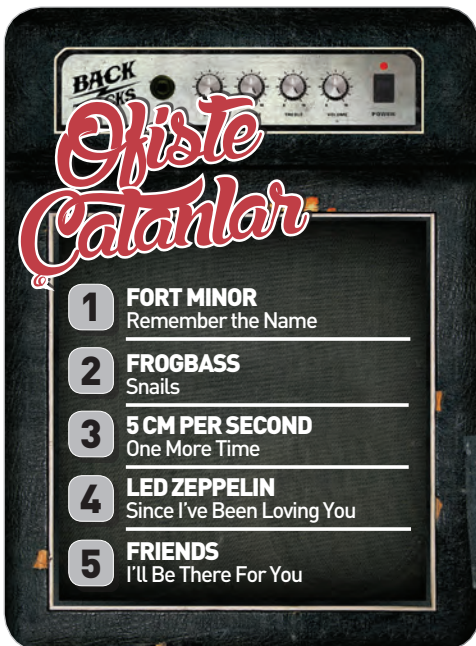 BACK
Ofiste
Çalanlar
TREBLE VOLUME POWER
1 FORT MINOR
Remember the Name
2 FROGBASS
Snails
3 5 CM PER SECOND
One More Time
4 LED ZEPPELIN
Since I've Been Loving You
5 FRIENDS
I'll Be There For You